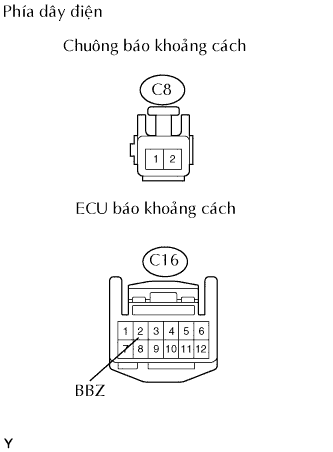 Phía dây điện
Chuông báo khoảng cách
C8
1 2
ECU báo khoảng cách
C16
1 2 3 4 5 6
7 8 9 10 11 12
BBZ
Y